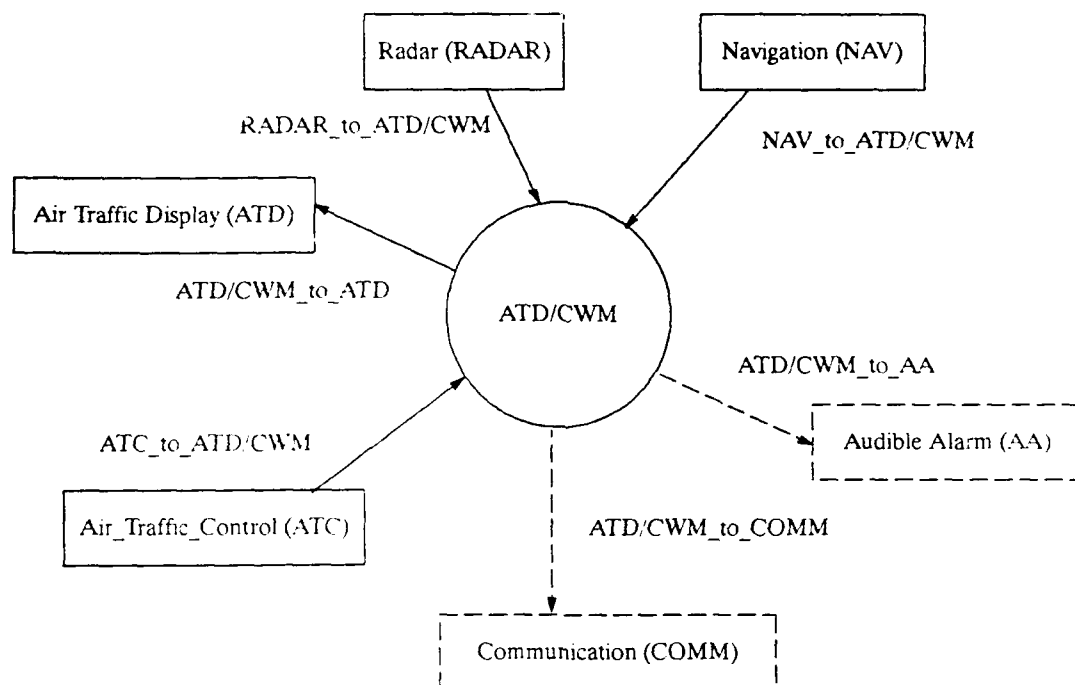 Radar (RADAR)
Navigation (NAV)
RADAR_to_ATD/CWM
NAV_to_ATD/CWM
Air Traffic Display (ATD)
ATD/CWM_to_ATD
ATD/CWM
ATD/CWM_to_AA
Audible Alarm (AA)
ATC_to_ATD/CWM
Air_Traffic_Control (ATC)
ATD/CWM_to_COMM
Communication (COMM)